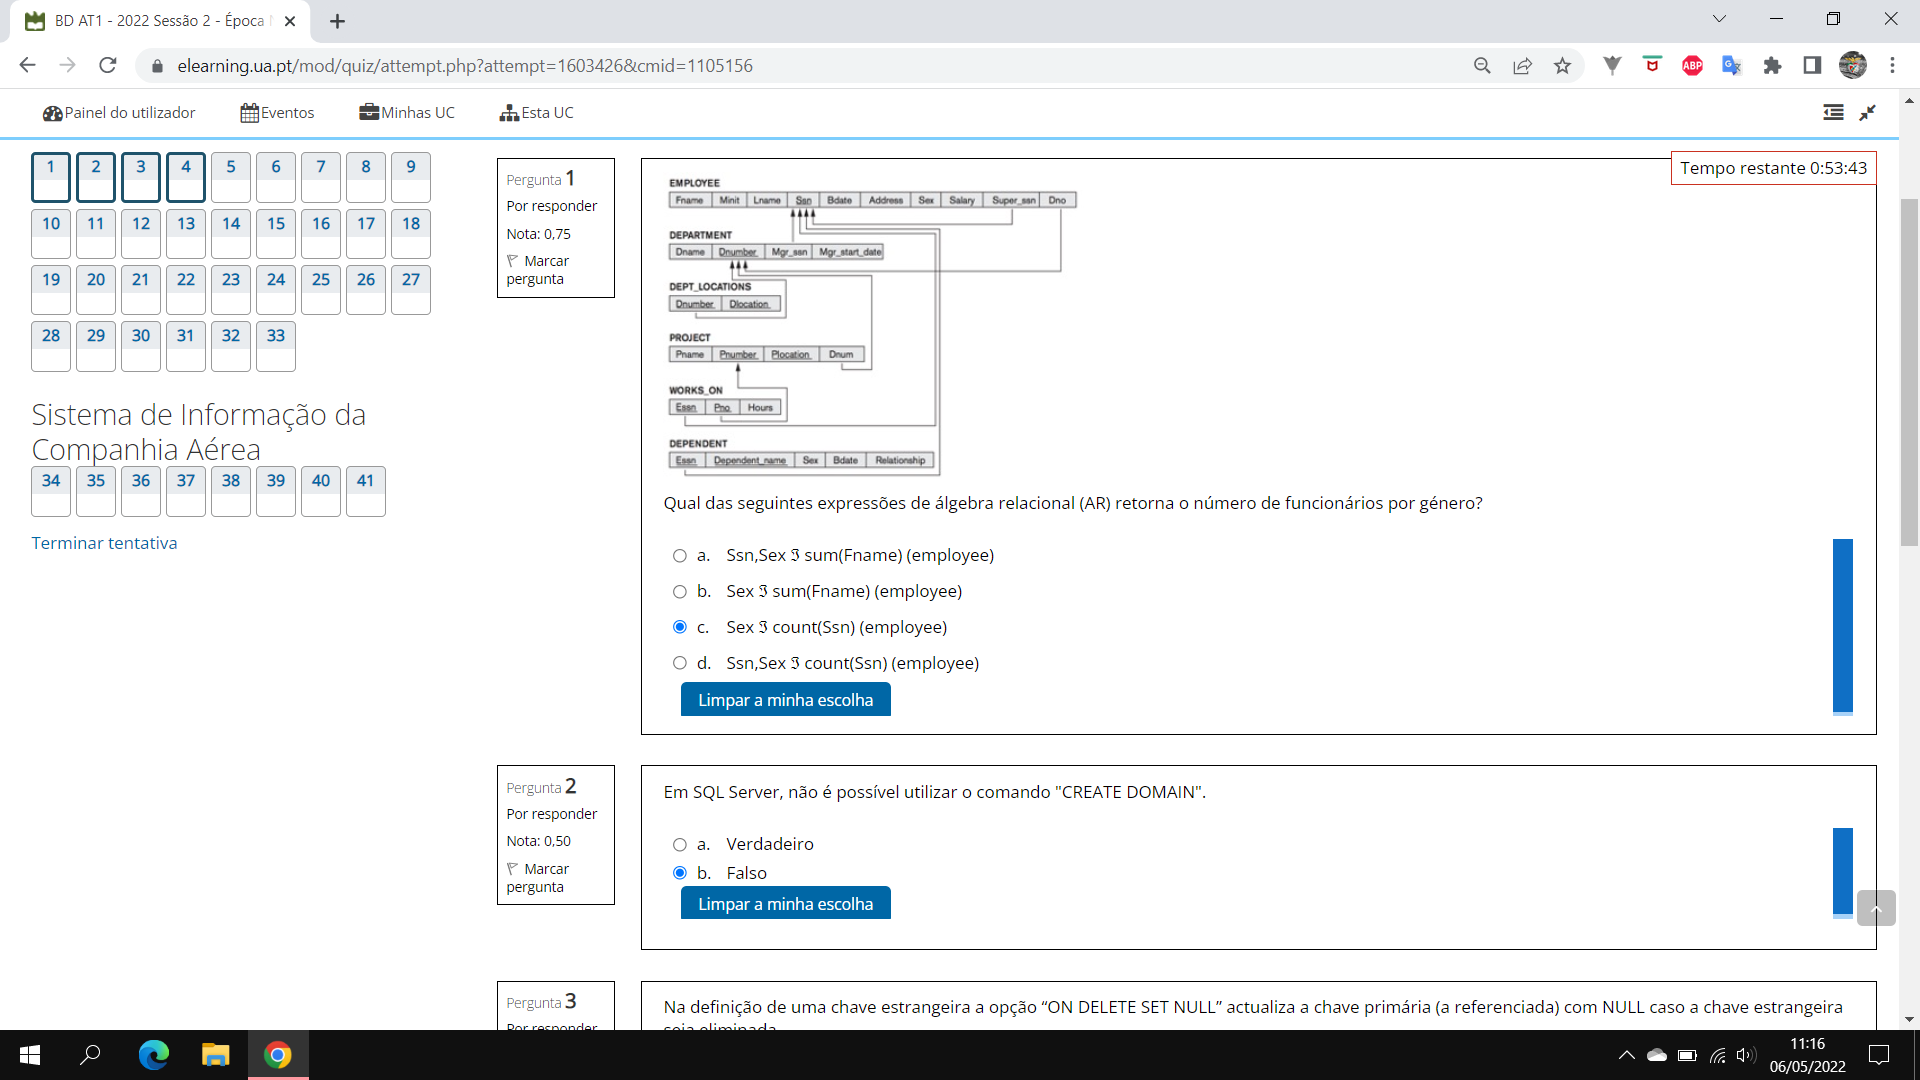 BD AT1 - 2022 Sessão 2 - Época
elearning.ua.pt/mod/quiz/attempt.php?attempt=1603426&cmid=1105156
ABP
Painel do utilizador
Eventos
Minhas UC
Esta UC
1 2 3 4 5 6 7 8 9
10 11 12 13 14 15 16 17 18
19 20 21 22 23 24 25 26 27
28 29 30 31 32 33
Sistema de Informação da
Companhia Aérea
34 35 36 37 38 39 40 41
Terminar tentativa
Pergunta 1
Por responder
Nota: 0,75
Marcar
pergunta
Tempo restante 0:53:43
EMPLOYEE
Fname Minit Lname Ssn Bdate Address Sex Salary Super_ssn Dno
DEPARTMENT
Dname Dnumber Mgr_ssn Mgr_start_date
DEPT_LOCATIONS
Dnumber Dlocation
PROJECT
Pname Pnumber Plocation Dnum
WORKS_ON
Essn Pno Hours
DEPENDENT
Essn Dependent_name Sex Bdate Relationship
Qual das seguintes expressões de álgebra relacional (AR) retorna o número de funcionários por género?
a. Ssn,Sex ℑ sum(Fname) (employee)
b. Sex ℑ sum(Fname) (employee)
c. Sex ℑ count(Ssn) (employee)
d. Ssn,Sex ℑ count(Ssn) (employee)
Limpar a minha escolha
Pergunta 2
Por responder
Nota: 0,50
Marcar
pergunta
Em SQL Server, não é possível utilizar o comando "CREATE DOMAIN".
a. Verdadeiro
b. Falso
Limpar a minha escolha
Pergunta 3
Por responder
Na definição de uma chave estrangeira a opção “ON DELETE SET NULL” actualiza a chave primária (a referenciada) com NULL caso a chave estrangeira
seja eliminada
11:16
06/05/2022